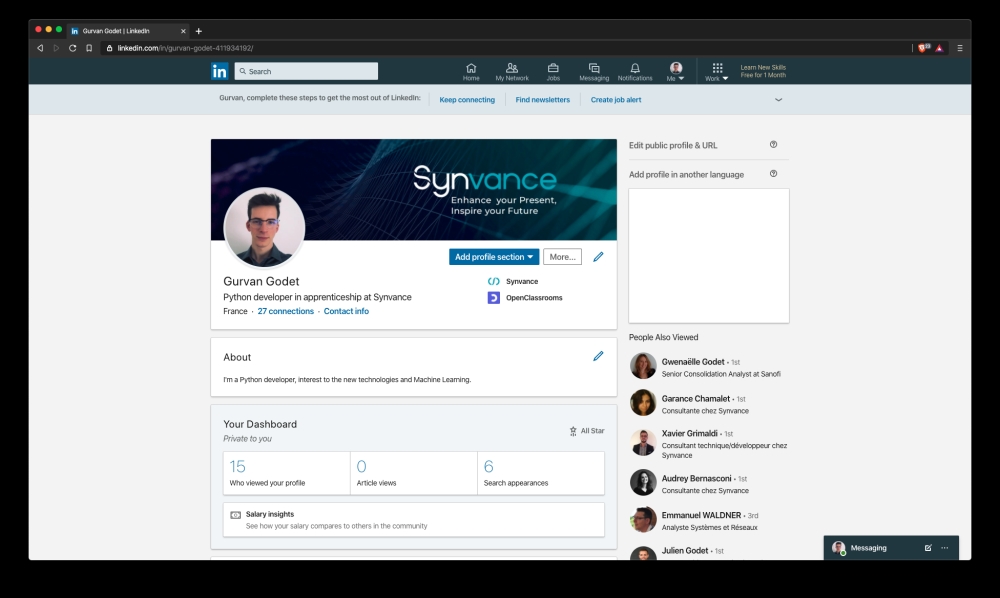 Gurvan Godet | LinkedIn
linkedin.com/in/gurvan-godet-411934192/
in
Search
Home
My Network
Jobs
Messaging
Notifications
Me
Work
Learn New Skills
Free for 1 Month
Gurvan, complete these steps to get the most out of LinkedIn:
Keep connecting
Find newsletters
Create job alert
Synvance
Enhance your Present,
Inspire your Future
Add profile section
More...
Gurvan Godet
Python developer in apprenticeship at Synvance
France · 27 connections · Contact info
Synvance
OpenClassrooms
About
I'm a Python developer, interest to the new technologies and Machine Learning.
Your Dashboard
Private to you
All Star
15
Who viewed your profile
0
Article views
6
Search appearances
Salary insights
See how your salary compares to others in the community
Edit public profile & URL
Add profile in another language
People Also Viewed
Gwenaëlle Godet • 1st
Senior Consolidation Analyst at Sanofi
Garance Chamalet • 1st
Consultante chez Synvance
Xavier Grimaldi • 1st
Consultant technique/développeur chez
Synvance
Audrey Bernasconi • 1st
Consultante chez Synvance
Emmanuel WALDNER • 3rd
Analyste Systèmes et Réseaux
Julien Godet • 1st
Messaging